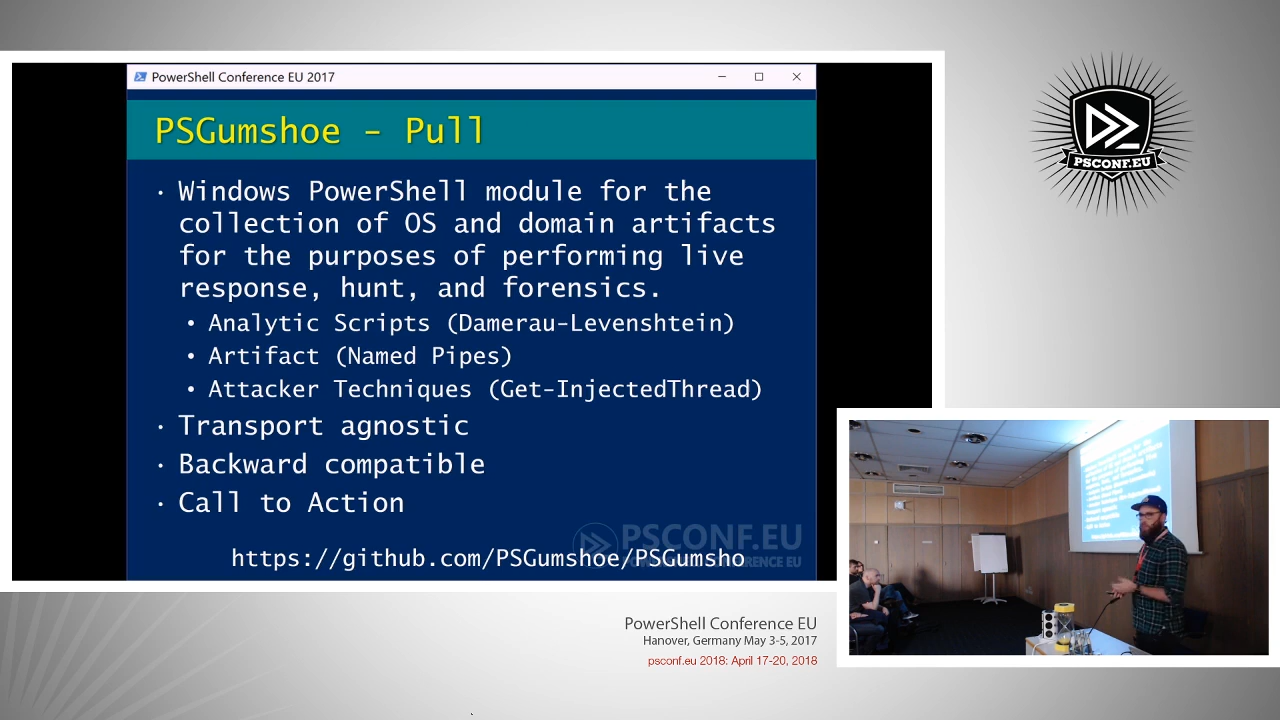 PowerShell Conference EU 2017
PSGumshoe - Pull
• Windows PowerShell module for the
collection of OS and domain artifacts
for the purposes of performing live
response, hunt, and forensics.
• Analytic Scripts (Damerau-Levenshtein)
• Artifact (Named Pipes)
• Attacker Techniques (Get-InjectedThread)
• Transport agnostic
• Backward compatible
• Call to Action
PSCONF.EU
https://github.com/PSGumshoe/PSGumsho
PSCONF.EU
PowerShell Conference EU
Hanover, Germany May 3-5, 2017
psconf.eu 2018: April 17-20, 2018